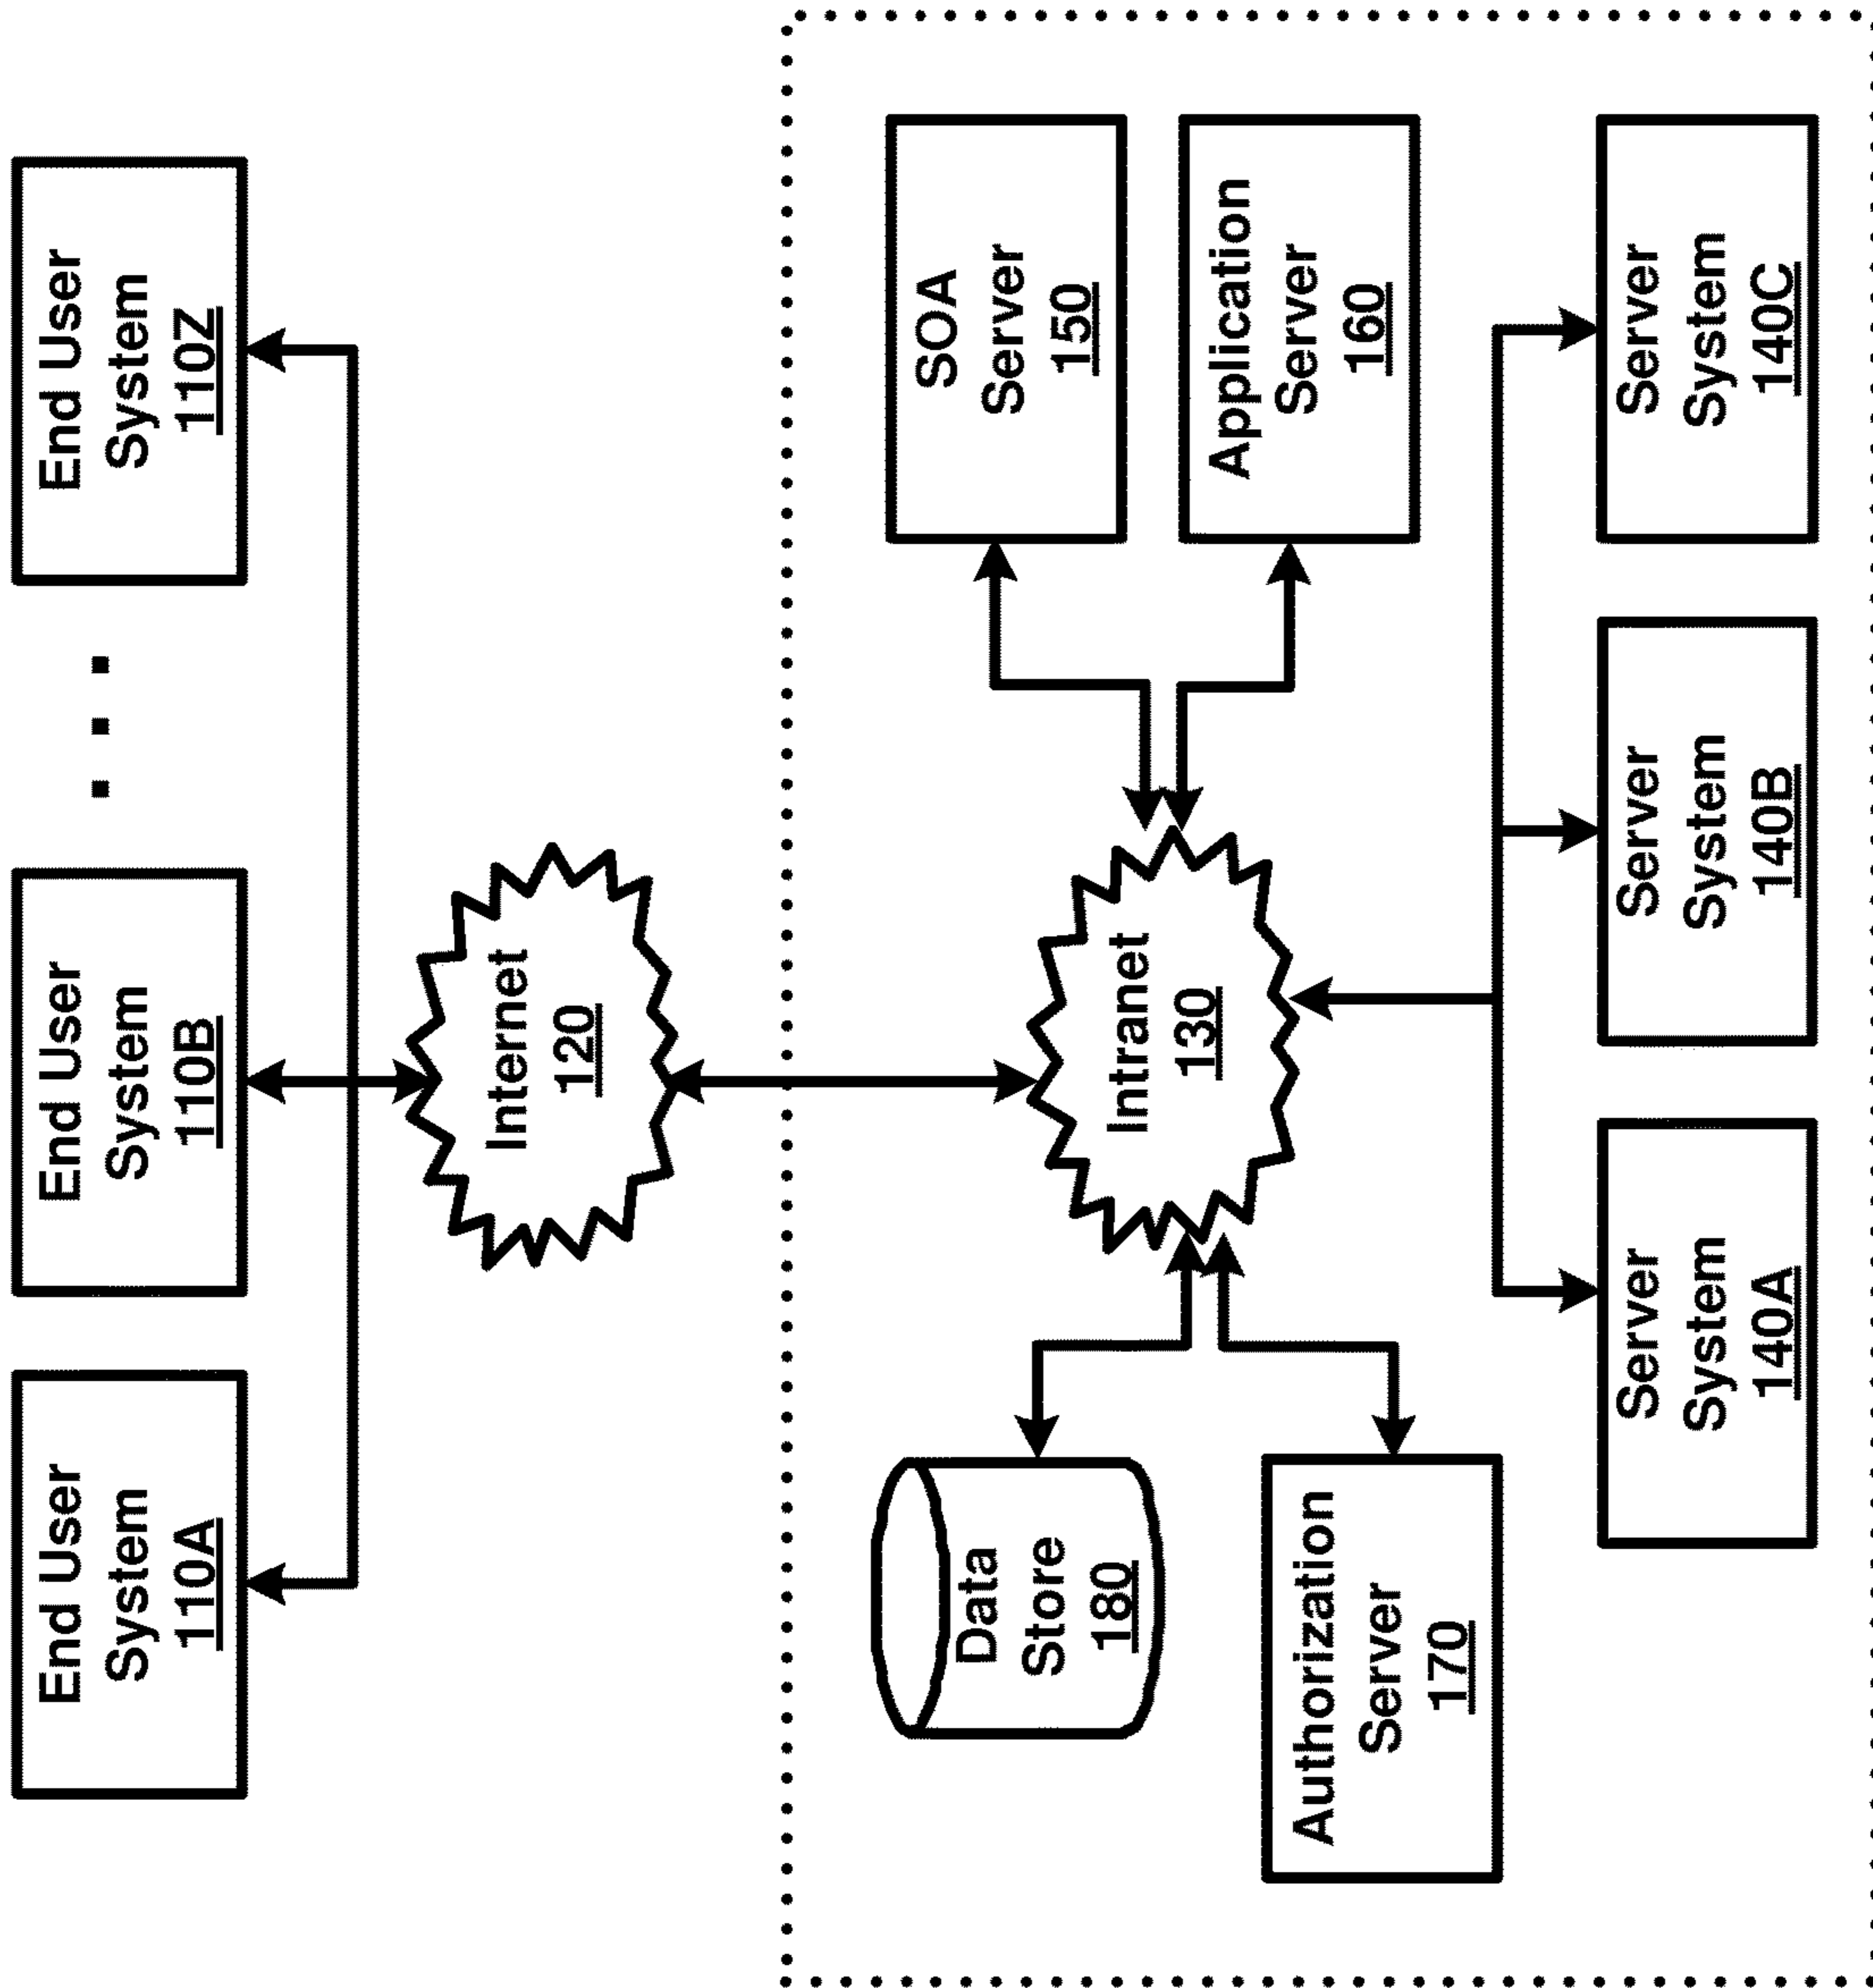 End User
System
110A
End User
System
110B
. . .
End User
System
110Z
Internet
120
Data
Store
180
Authorization
Server
170
Intranet
130
SOA
Server
150
Application
Server
160
Server
System
140A
Server
System
140B
Server
System
140C